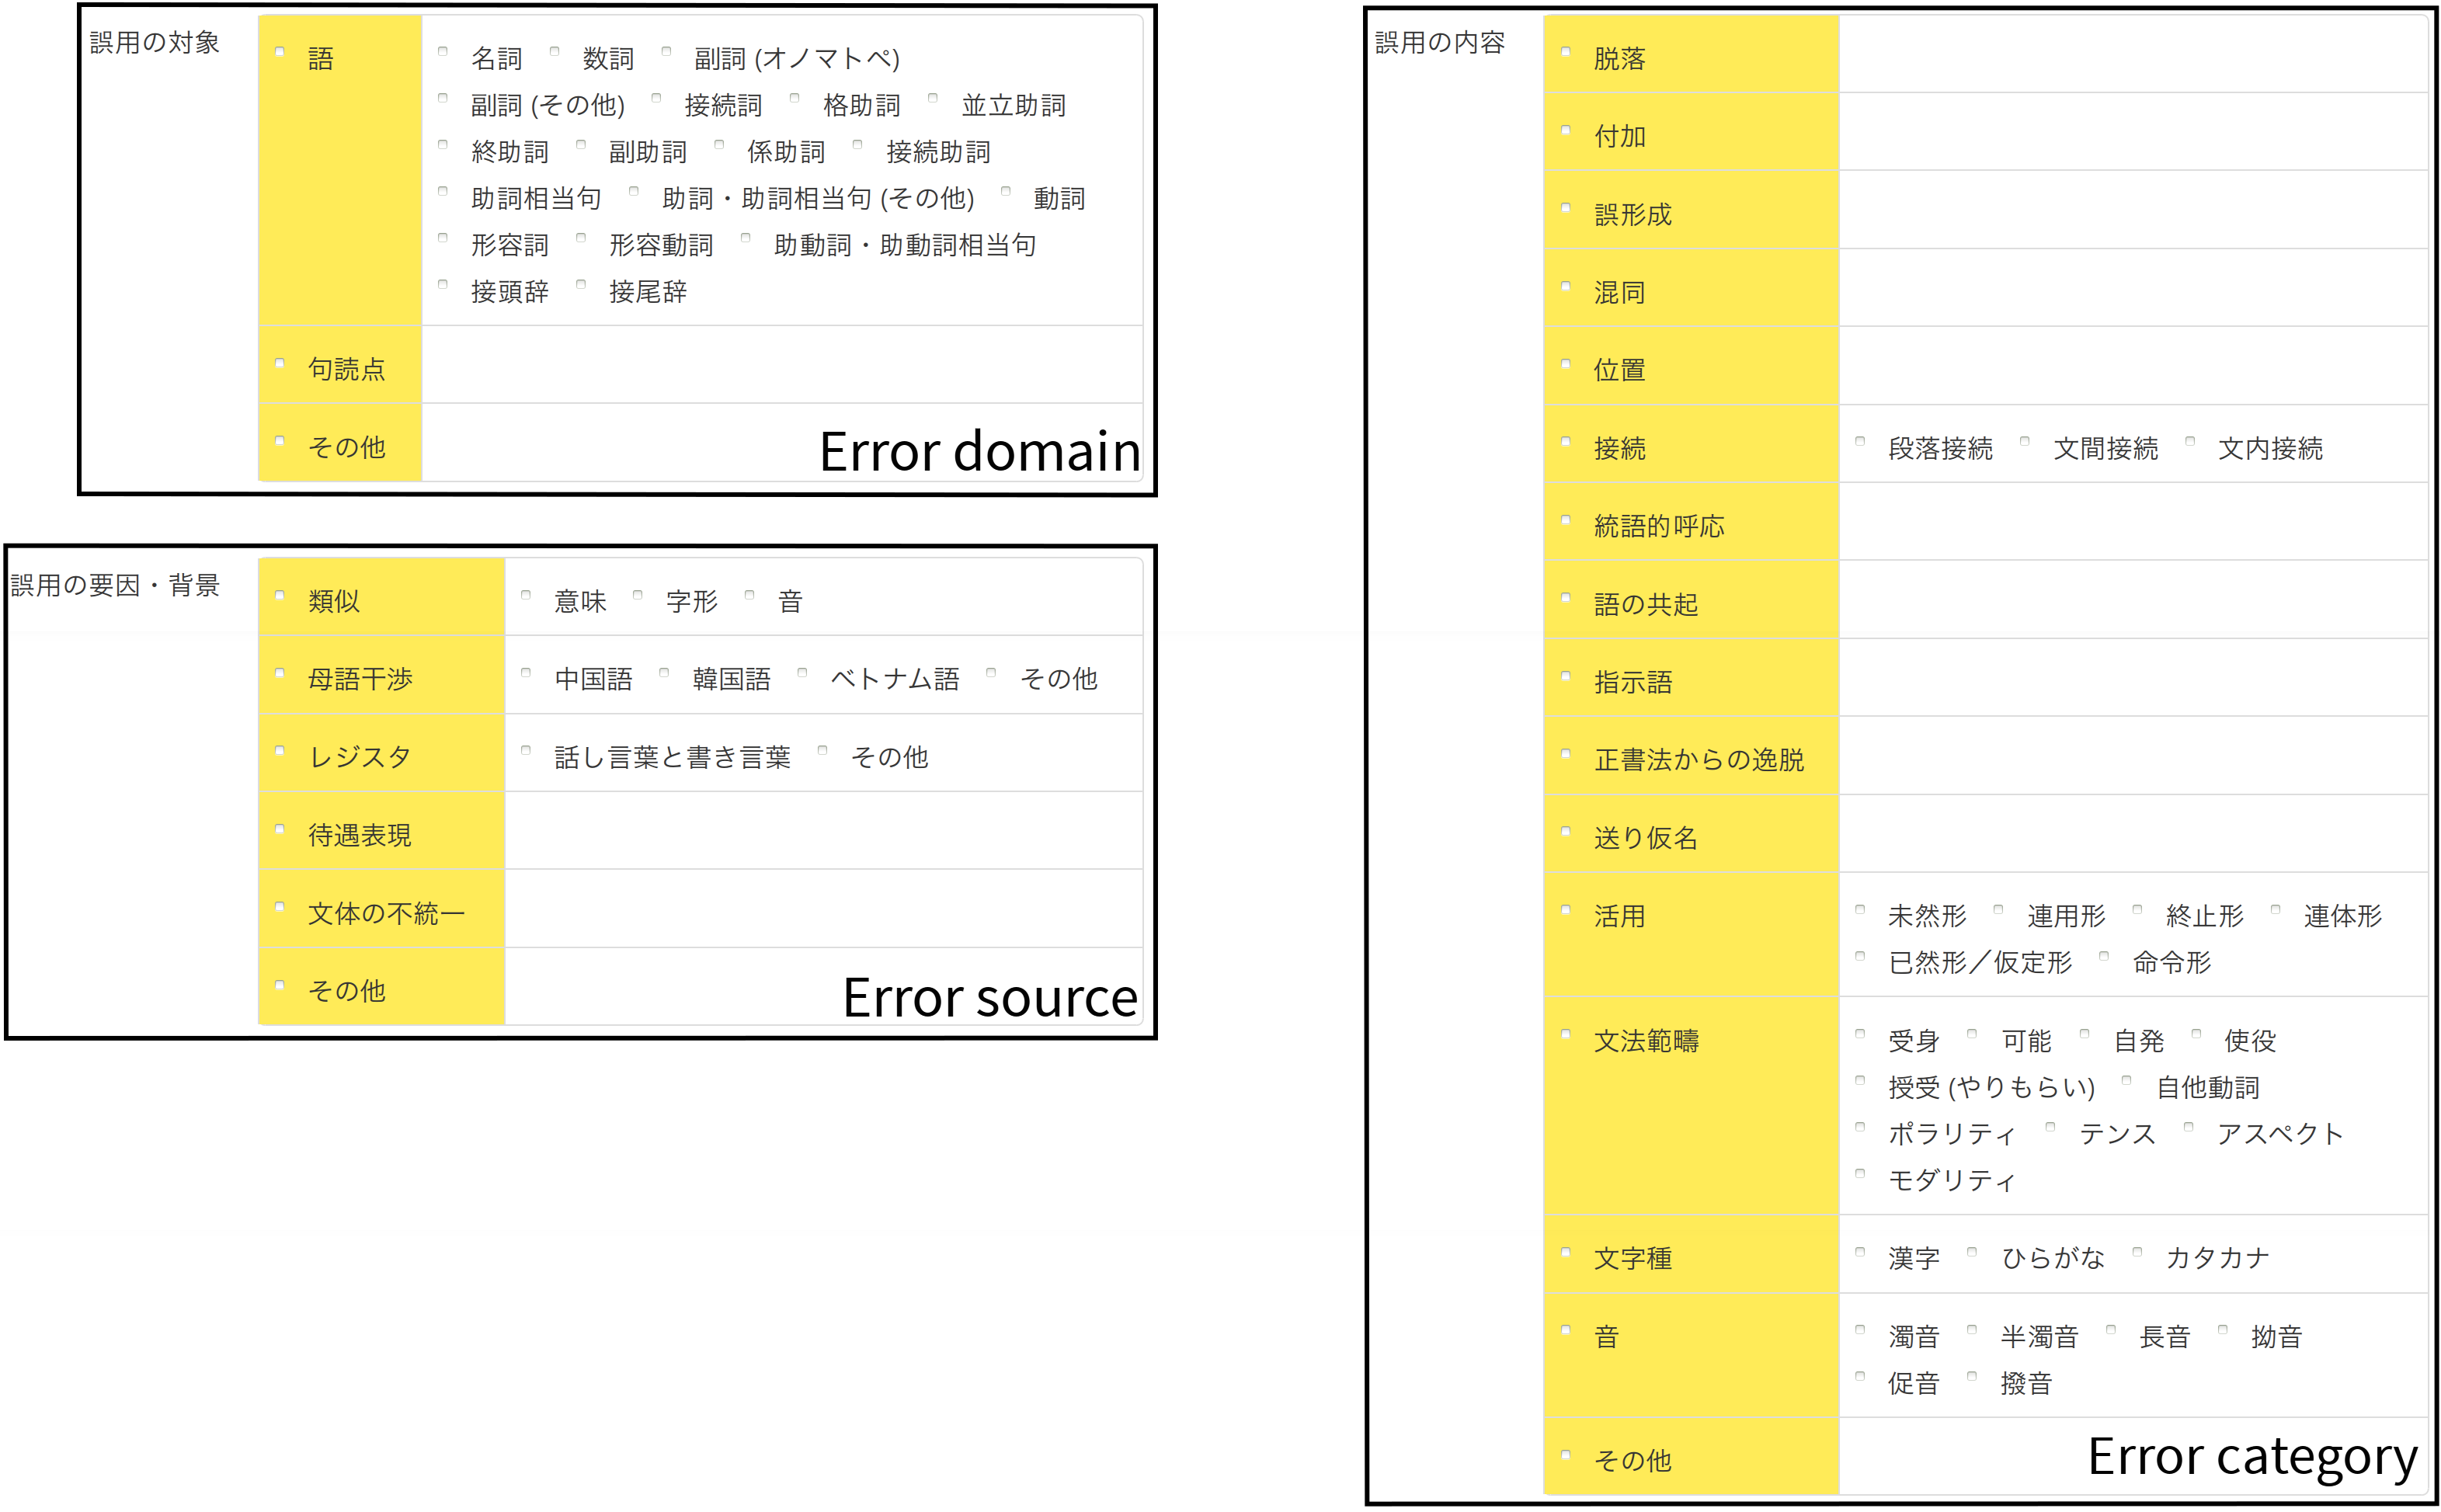 誤用の対象
語
名詞 数詞 副詞 (オノマトペ)
副詞 (その他) 接続詞 格助詞 並立助詞
終助詞 副助詞 係助詞 接続助詞
助詞相当句 助詞・助詞相当句 (その他) 動詞
形容詞 形容動詞 助動詞・助動詞相当句
接頭辞 接尾辞
句読点
その他
Error domain
誤用の要因・背景
類似 意味 字形 音
母語干渉 中国語 韓国語 ベトナム語 その他
レジスタ 話し言葉と書き言葉 その他
待遇表現
文体の不統一
その他
Error source
誤用の内容
脱落
付加
誤形成
混同
位置
接続 段落接続 文間接続 文内接続
統語的呼応
語の共起
指示語
正書法からの逸脱
送り仮名
活用 未然形 連用形 終止形 連体形
已然形／仮定形 命令形
文法範疇 受身 可能 自発 使役
授受 (やりもらい) 自他動詞
ポラリティ テンス アスペクト
モダリティ
文字種 漢字 ひらがな カタカナ
音 濁音 半濁音 長音 拗音
促音 撥音
その他
Error category